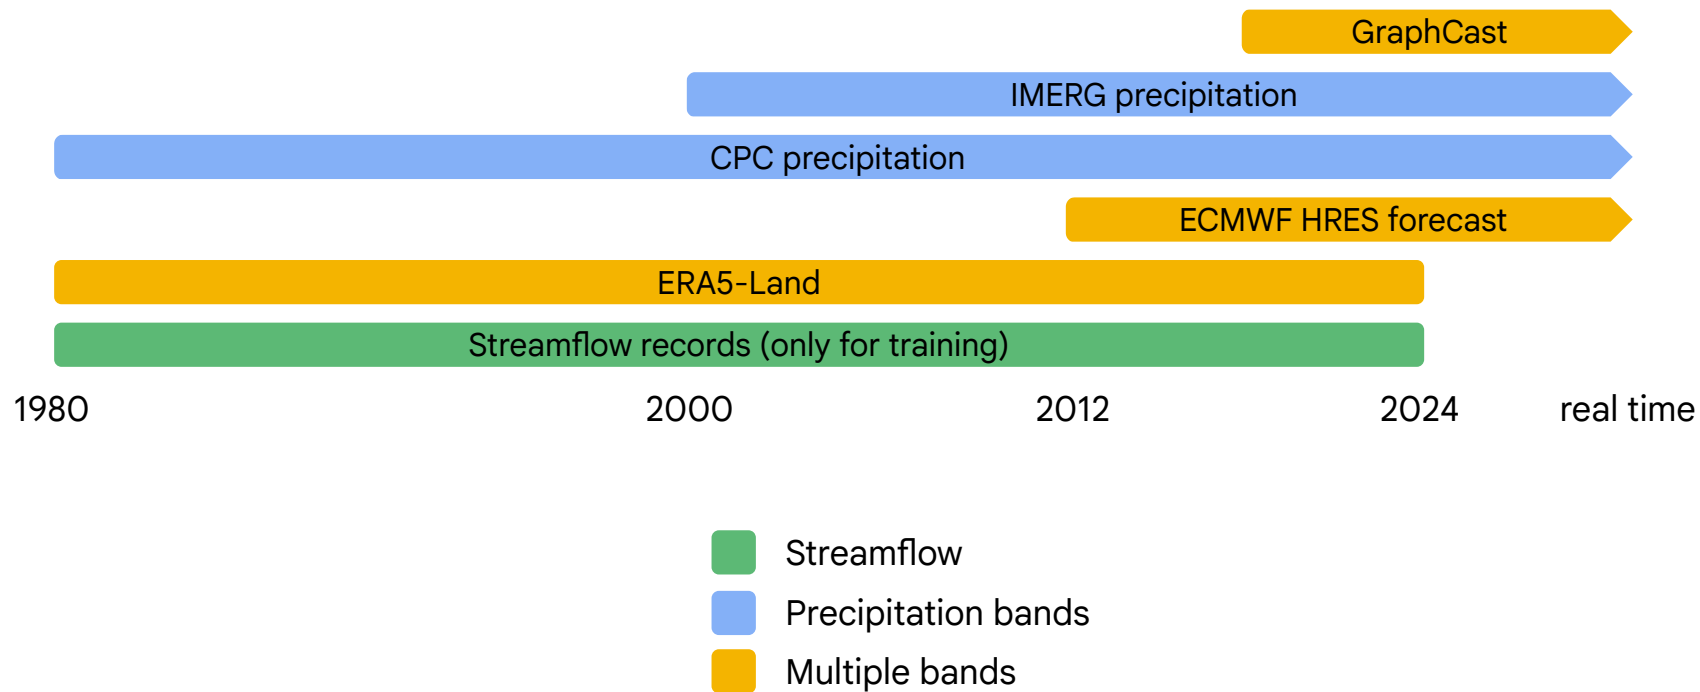 GraphCast
IMERG precipitation
CPC precipitation
ECMWF HRES forecast
ERA5-Land
Streamflow records (only for training)
1980 2000 2012 2024 real time
Streamflow
Precipitation bands
Multiple bands